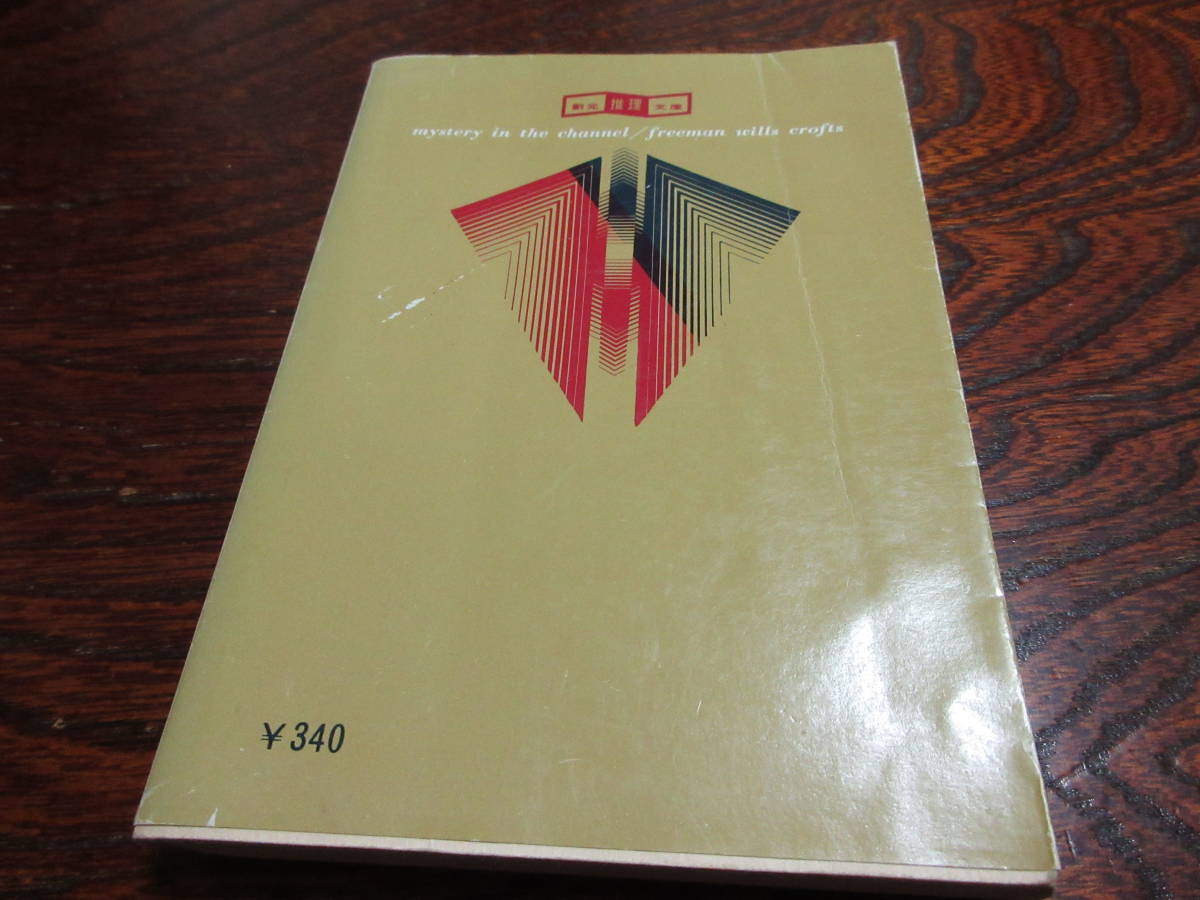 創元 推理 文庫
mystery in the channel/freeman wills crofts
¥340